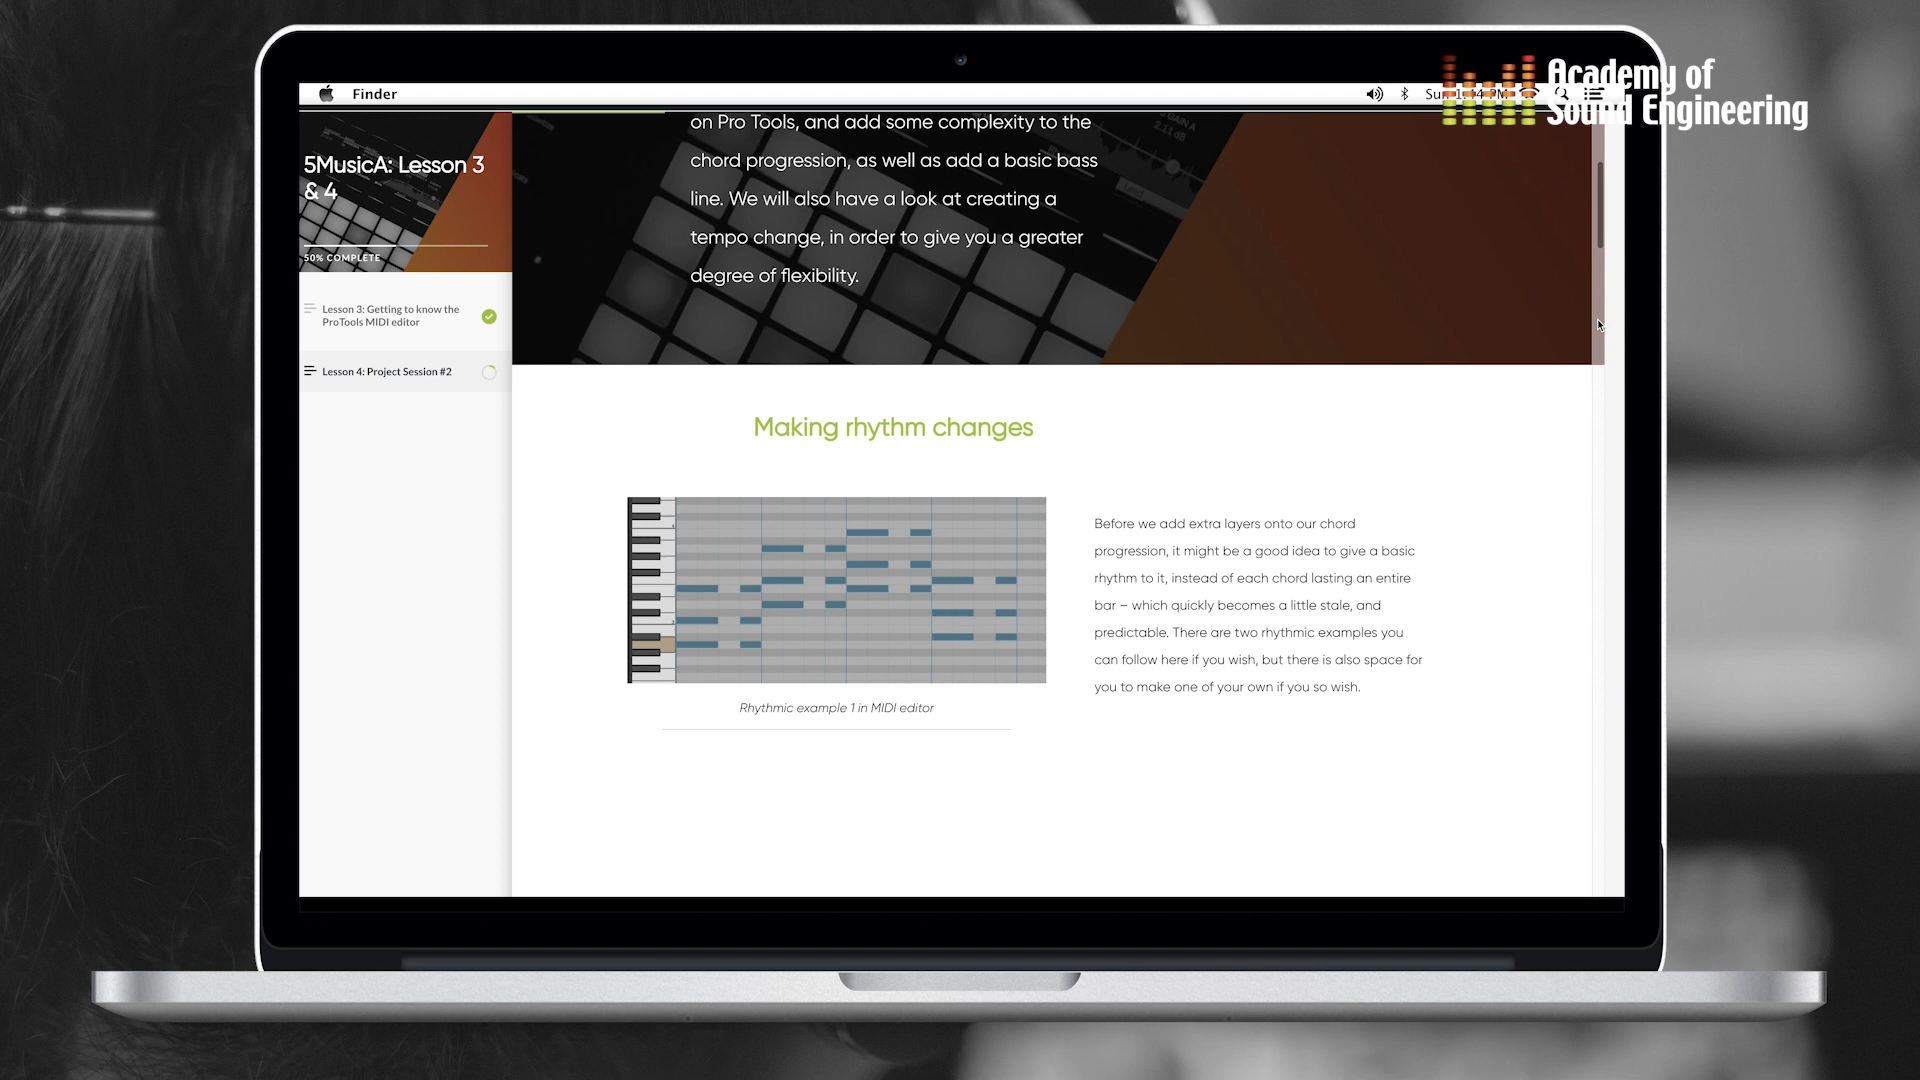 Finder
Academy of
Sound Engineering
5MusicA: Lesson 3
& 4
50% COMPLETE
Lesson 3: Getting to know the
ProTools MIDI editor
Lesson 4: Project Session #2
on Pro Tools, and add some complexity to the
chord progression, as well as add a basic bass
line. We will also have a look at creating a
tempo change, in order to give you a greater
degree of flexibility.
GAIN A
2.11 dB
Making rhythm changes
Rhythmic example 1 in MIDI editor
Before we add extra layers onto our chord
progression, it might be a good idea to give a basic
rhythm to it, instead of each chord lasting an entire
bar – which quickly becomes a little stale, and
predictable. There are two rhythmic examples you
can follow here if you wish, but there is also space for
you to make one of your own if you so wish.